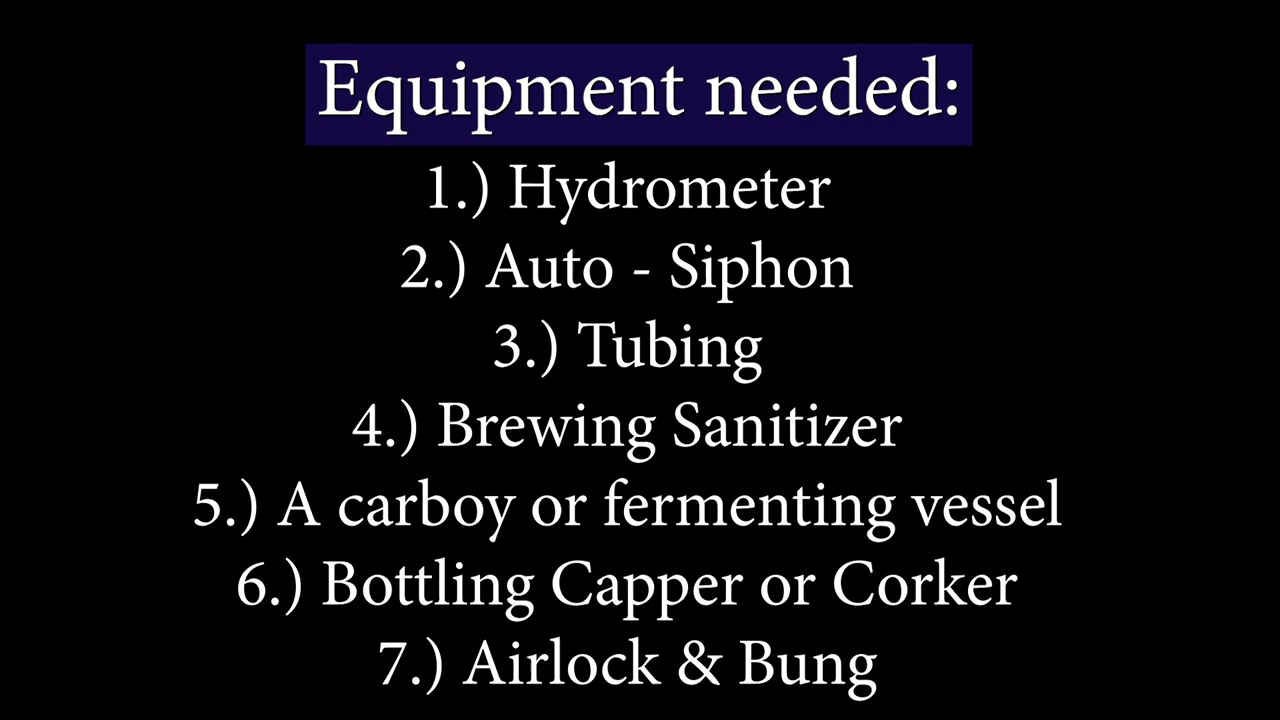 Equipment needed:
1.) Hydrometer
2.) Auto - Siphon
3.) Tubing
4.) Brewing Sanitizer
5.) A carboy or fermenting vessel
6.) Bottling Capper or Corker
7.) Airlock & Bung